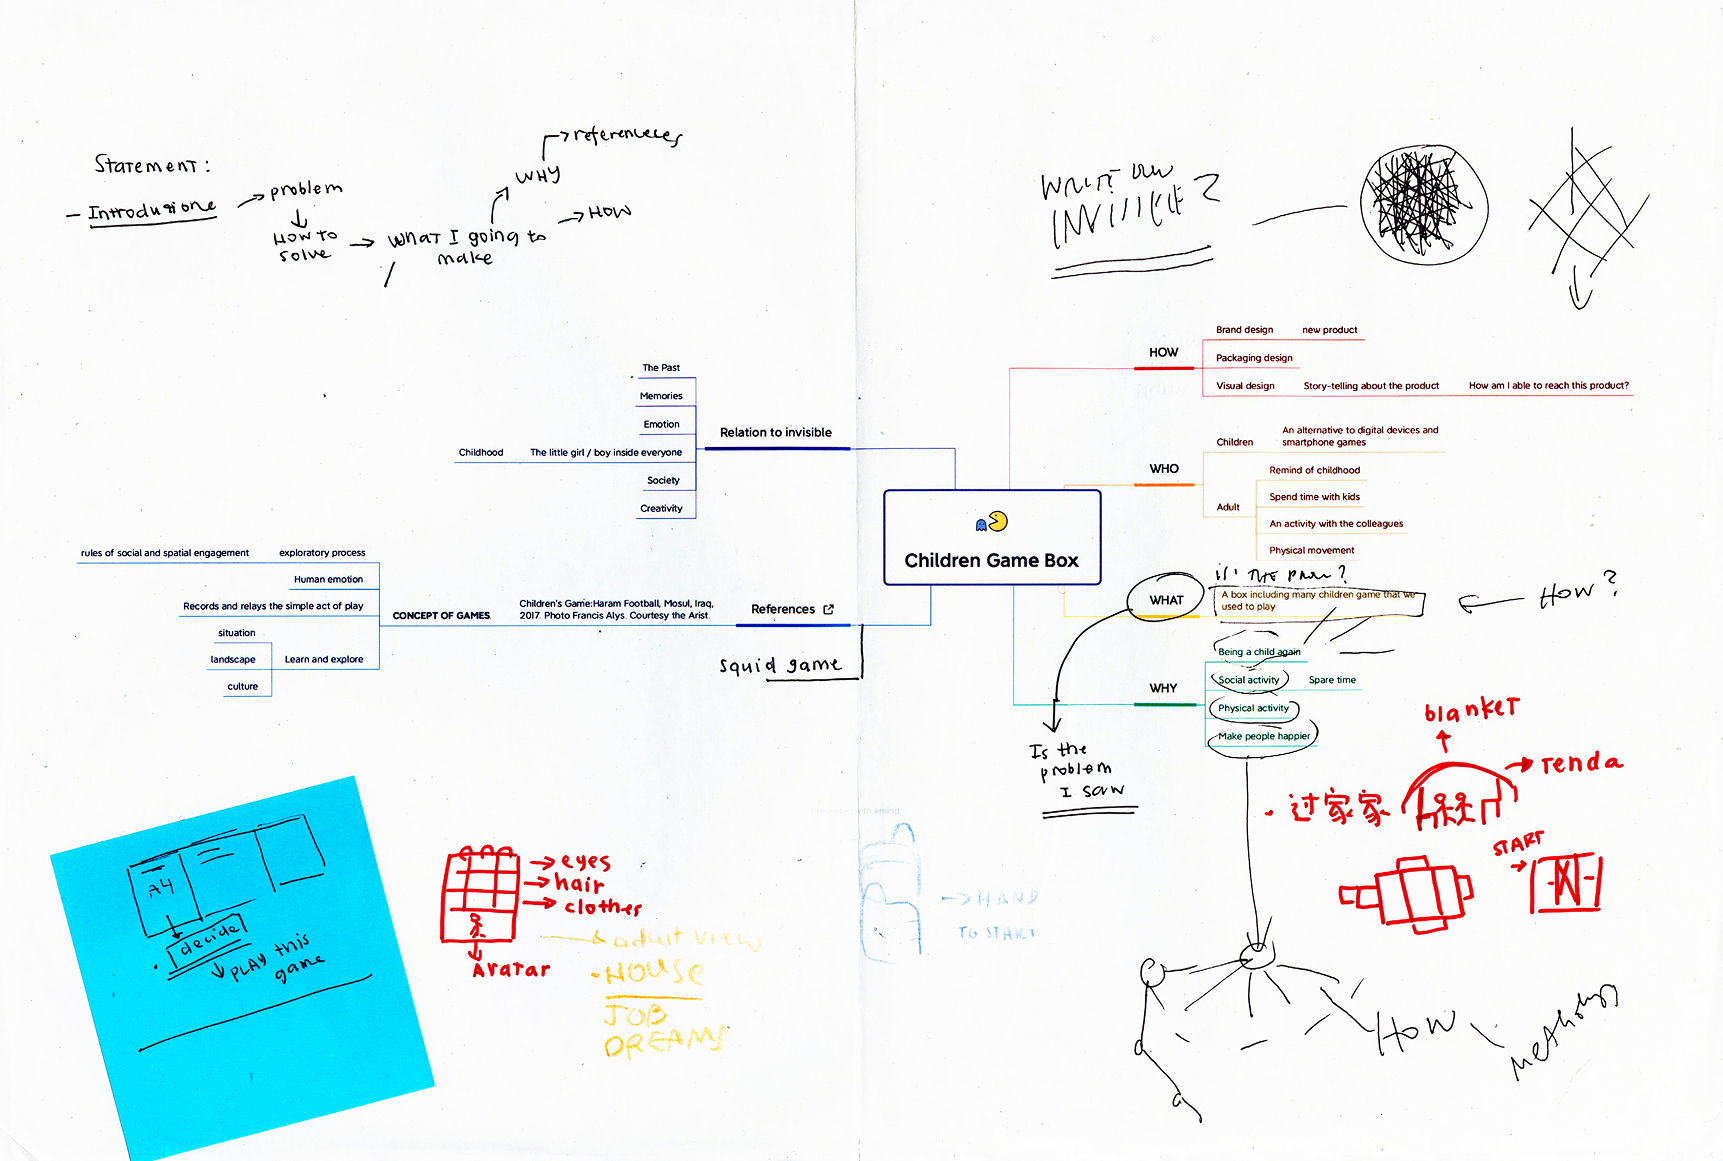 Statement:
– Introduzione
problem
HOW TO
solve
WHAT I going to
make
WHY
references
HOW
INVISIBLE ?
The Past
Memories
Emotion
Childhood The little girl / boy inside everyone
Society
Creativity
Relation to invisible
rules of social and spatial engagement exploratory process
Human emotion
Records and relays the simple act of play
situation
landscape Learn and explore
culture
CONCEPT OF GAMES
Children's Game:Haram Football, Mosul, Iraq,
2017. Photo Francis Alys. Courtesy the Arist.
References
squid game
Children Game Box
HOW
Brand design new product
Packaging design
Visual design Story-telling about the product How am I able to reach this product?
WHO
Children An alternative to digital devices and
smartphone games
Adult
Remind of childhood
Spend time with kids
An activity with the colleagues
Physical movement
WHAT
A box including many children game that we
used to play
HOW?
WHY
Being a child again
Social activity Spare time
Physical activity
Make people happier
Is the
problem
I saw
blanket
Tenda
• 过家家
START
A4
• decide
PLAY this
game
eyes
hair
clothes
Avatar
adult view
• HOUSE
JOB
DREAMS
HAND
TO START
HOW